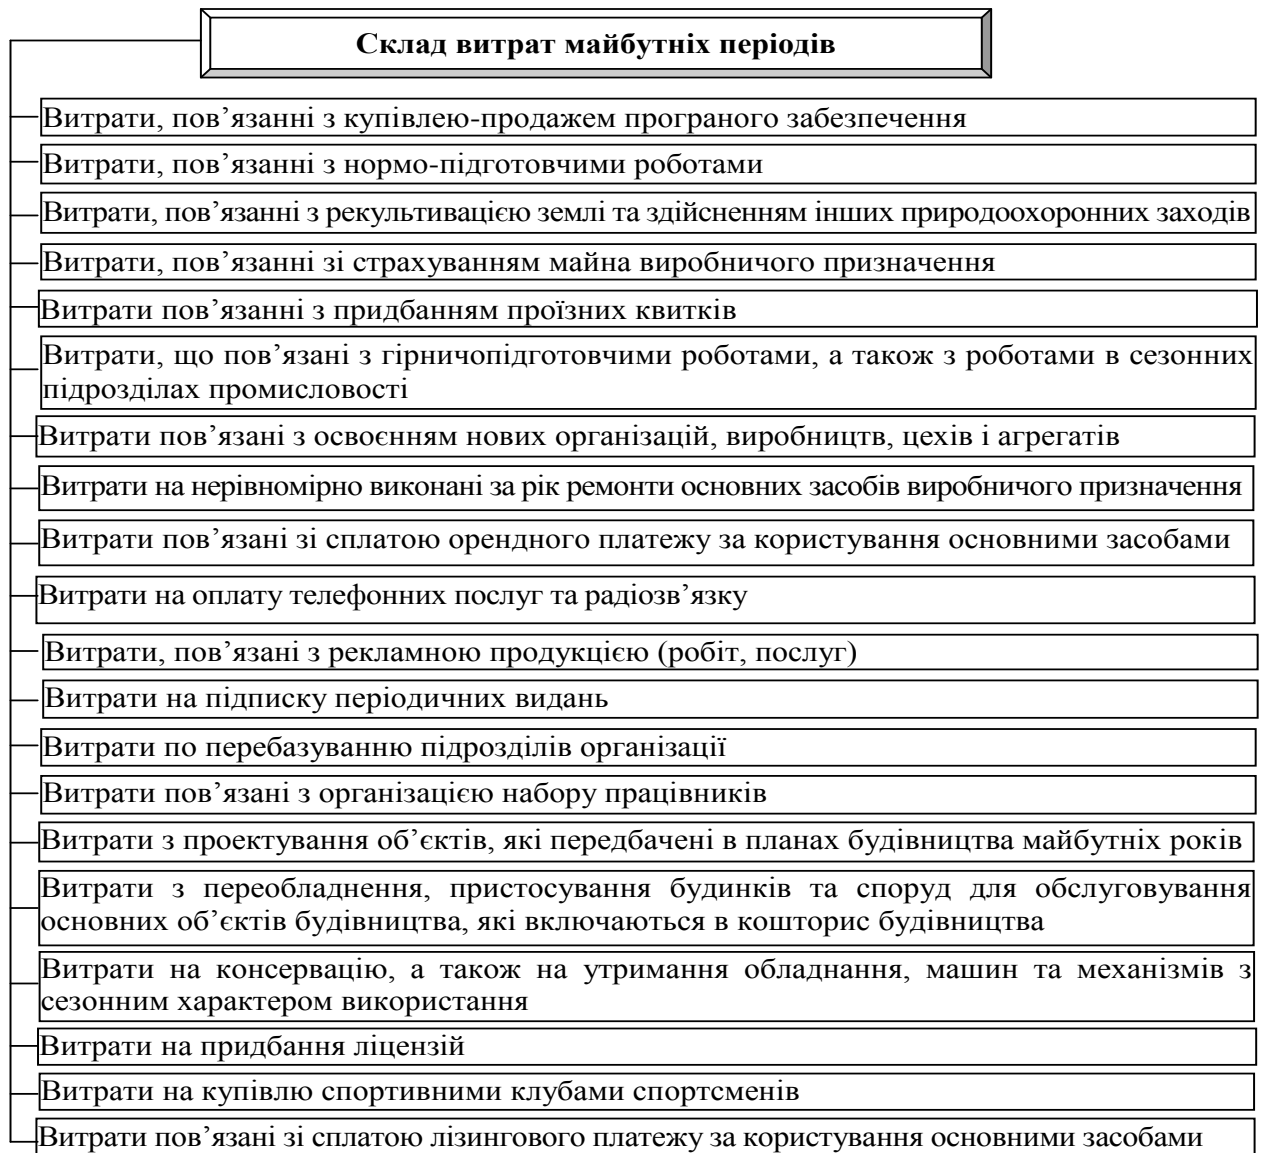 Склад витрат майбутніх періодів
Витрати, пов’язанні з купівлею-продажем програного забезпечення
Витрати, пов’язанні з нормо-підготовчими роботами
Витрати, пов’язанні з рекультивацією землі та здійсненням інших природоохоронних заходів
Витрати, пов’язанні зі страхуванням майна виробничого призначення
Витрати пов’язанні з придбанням проїзних квитків
Витрати, що пов’язані з гірничопідготовчими роботами, а також з роботами в сезонних
підрозділах промисловості
Витрати пов’язані з освоєнням нових організацій, виробництв, цехів і агрегатів
Витрати на нерівномірно виконані за рік ремонти основних засобів виробничого призначення
Витрати пов’язані зі сплатою орендного платежу за користування основними засобами
Витрати на оплату телефонних послуг та радіозв’язку
Витрати, пов’язані з рекламною продукцією (робіт, послуг)
Витрати на підписку періодичних видань
Витрати по перебазуванню підрозділів організації
Витрати пов’язані з організацією набору працівників
Витрати з проектування об’єктів, які передбачені в планах будівництва майбутніх років
Витрати з переобладнення, пристосування будинків та споруд для обслуговування
основних об’єктів будівництва, які включаються в кошторис будівництва
Витрати на консервацію, а також на утримання обладнання, машин та механізмів з
сезонним характером використання
Витрати на придбання ліцензій
Витрати на купівлю спортивними клубами спортсменів
Витрати пов’язані зі сплатою лізингового платежу за користування основними засобами